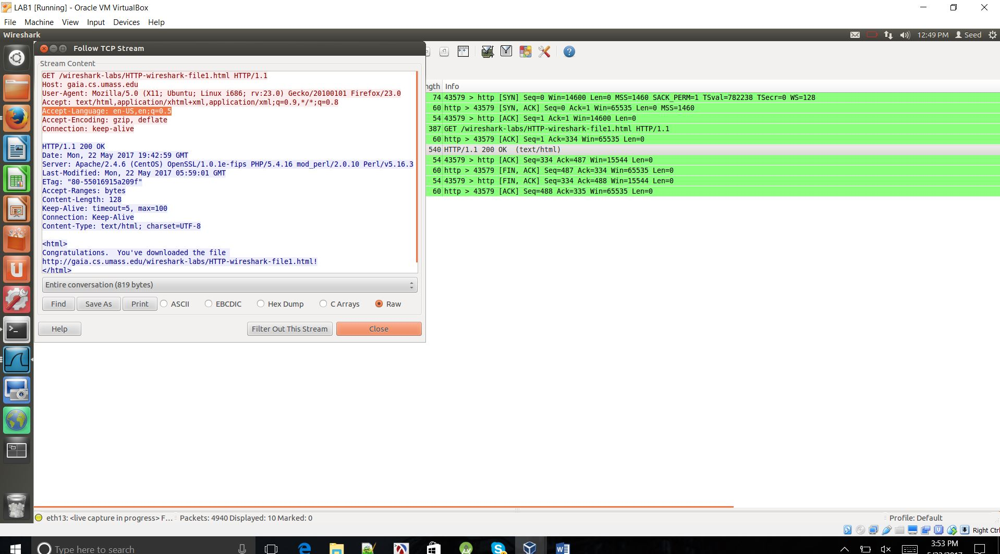 LAB1 [Running] - Oracle VM VirtualBox
File Machine View Input Devices Help
Wireshark
12:49 PM Seed
Follow TCP Stream
Stream Content
GET /wireshark-labs/HTTP-wireshark-file1.html HTTP/1.1
Host: gaia.cs.umass.edu
User-Agent: Mozilla/5.0 (X11; Ubuntu; Linux i686; rv:23.0) Gecko/20100101 Firefox/23.0
Accept: text/html,application/xhtml+xml,application/xml;q=0.9,*/*;q=0.8
Accept-Language: en-US,en;q=0.5
Accept-Encoding: gzip, deflate
Connection: keep-alive
HTTP/1.1 200 OK
Date: Mon, 22 May 2017 19:42:59 GMT
Server: Apache/2.4.6 (CentOS) OpenSSL/1.0.1e-fips PHP/5.4.16 mod_perl/2.0.10 Perl/v5.16.3
Last-Modified: Mon, 22 May 2017 05:59:01 GMT
ETag: "80-55016915a209f"
Accept-Ranges: bytes
Content-Length: 128
Keep-Alive: timeout=5, max=100
Connection: Keep-Alive
Content-Type: text/html; charset=UTF-8
<html>
Congratulations.  You've downloaded the file
http://gaia.cs.umass.edu/wireshark-labs/HTTP-wireshark-file1.html!
</html>
Entire conversation (819 bytes)
Find Save As Print ASCII EBCDIC Hex Dump C Arrays Raw
Help Filter Out This Stream Close
ngth Info
74 43579 > http [SYN] Seq=0 Win=14600 Len=0 MSS=1460 SACK_PERM=1 TSval=782238 TSecr=0 WS=128
60 http > 43579 [SYN, ACK] Seq=0 Ack=1 Win=65535 Len=0 MSS=1460
54 43579 > http [ACK] Seq=1 Ack=1 Win=14600 Len=0
387 GET /wireshark-labs/HTTP-wireshark-file1.html HTTP/1.1
60 http > 43579 [ACK] Seq=1 Ack=334 Win=65535 Len=0
540 HTTP/1.1 200 OK  (text/html)
54 43579 > http [ACK] Seq=334 Ack=487 Win=15544 Len=0
60 http > 43579 [FIN, ACK] Seq=487 Ack=334 Win=65535 Len=0
54 43579 > http [FIN, ACK] Seq=334 Ack=488 Win=15544 Len=0
60 http > 43579 [ACK] Seq=488 Ack=335 Win=65535 Len=0
eth13: <live capture in progress> F... Packets: 4940 Displayed: 10 Marked: 0 Profile: Default
Right Ctrl
Type here to search
3:53 PM